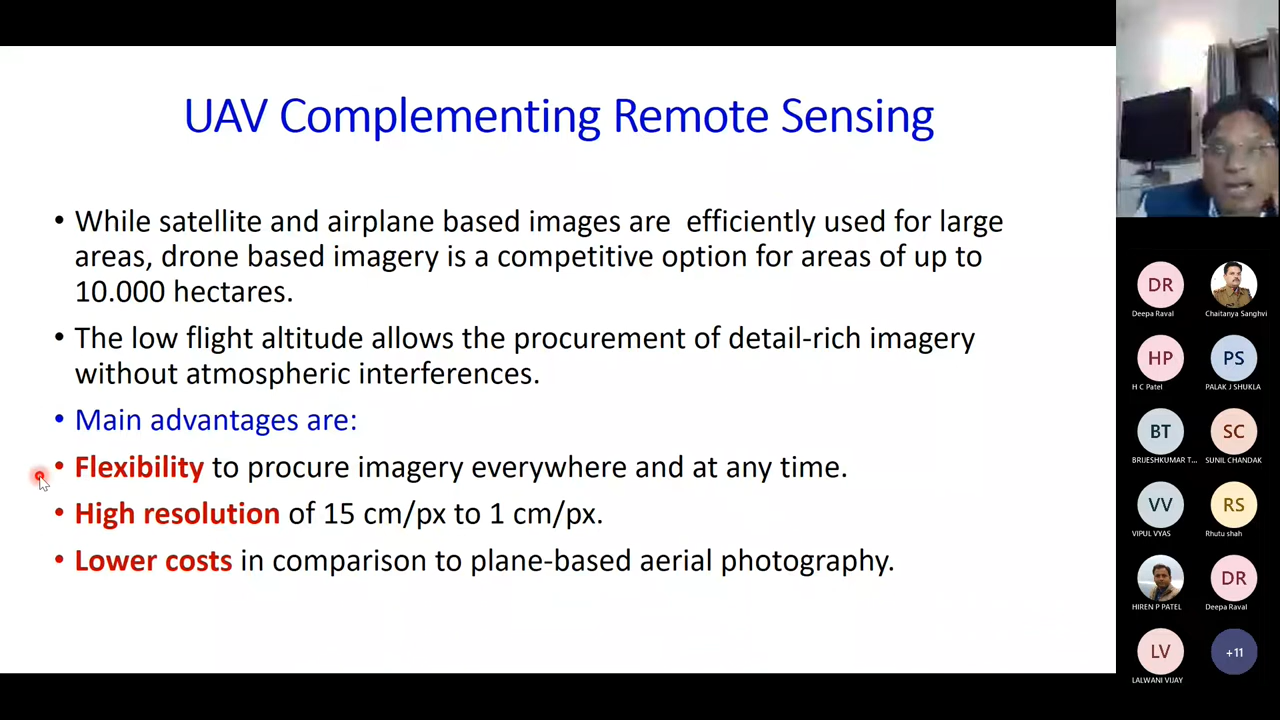 UAV Complementing Remote Sensing
• While satellite and airplane based images are efficiently used for large
areas, drone based imagery is a competitive option for areas of up to
10.000 hectares.
• The low flight altitude allows the procurement of detail-rich imagery
without atmospheric interferences.
• Main advantages are:
• Flexibility to procure imagery everywhere and at any time.
• High resolution of 15 cm/px to 1 cm/px.
• Lower costs in comparison to plane-based aerial photography.
DR
Deepa Raval
Chaitanya Sanghvi
HP
H C Patel
PS
PALAK J SHUKLA
BT
BRIJESHKUMAR T...
SC
SUNIL CHANDAK
VV
VIPUL VYAS
RS
Rhutu shah
HIREN P PATEL
DR
Deepa Raval
LV
LALWANI VIJAY
+11